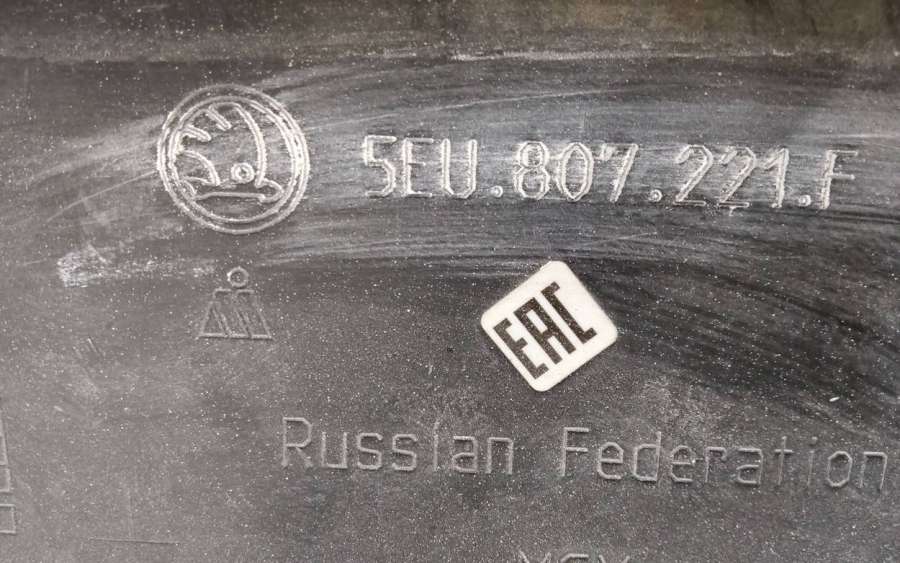 5EU.807.221.F
EAC
Russian Federation